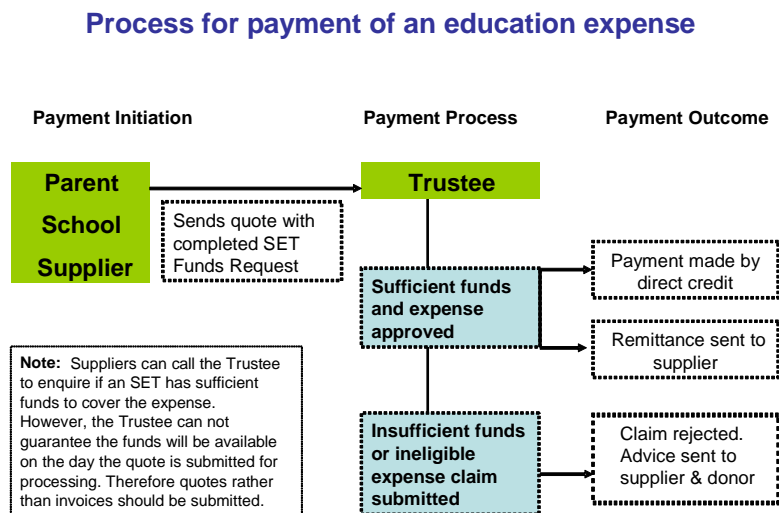 Process for payment of an education expense
Payment Initiation
Payment Process
Payment Outcome
Parent
School
Supplier
Sends quote with
completed SET
Funds Request
Trustee
Sufficient funds
and expense
approved
Payment made by
direct credit
Remittance sent to
supplier
Note: Suppliers can call the Trustee
to enquire if an SET has sufficient
funds to cover the expense.
However, the Trustee can not
guarantee the funds will be available
on the day the quote is submitted for
processing. Therefore quotes rather
than invoices should be submitted.
Insufficient funds
or ineligible
expense claim
submitted
Claim rejected.
Advice sent to
supplier & donor